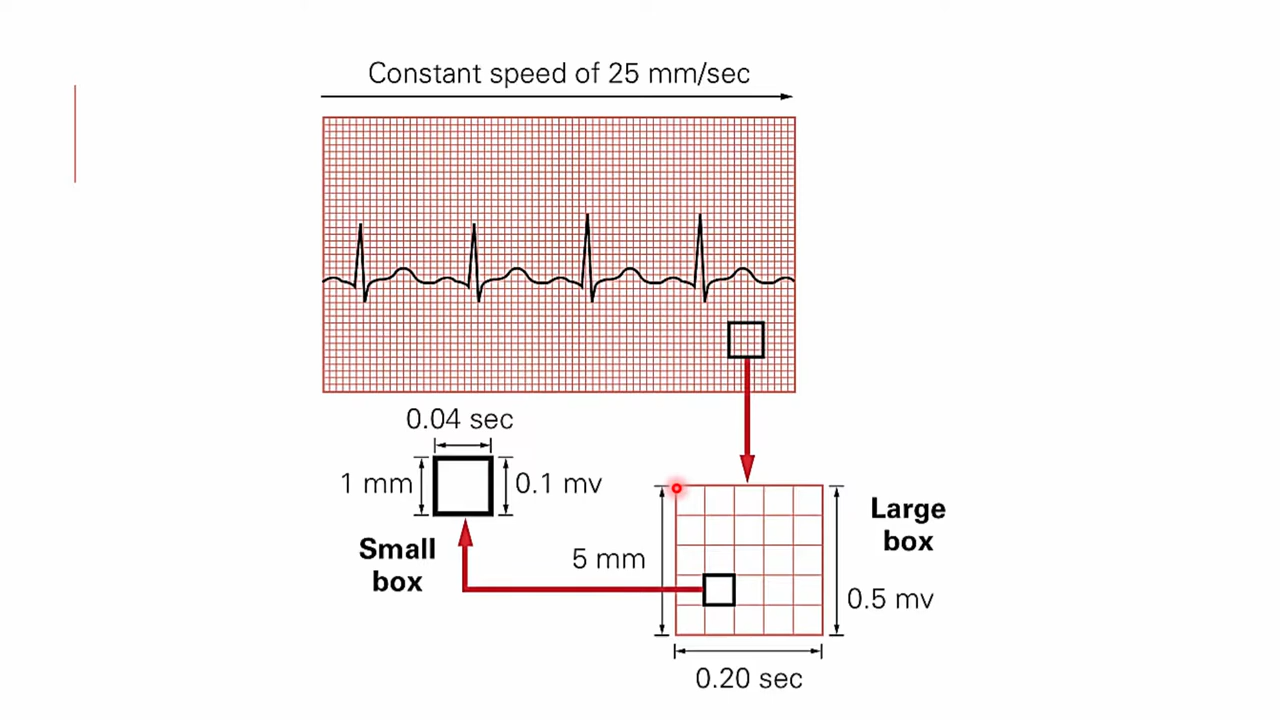 Constant speed of 25 mm/sec
0.04 sec
1 mm
0.1 mv
Small
box
5 mm
Large
box
0.5 mv
0.20 sec